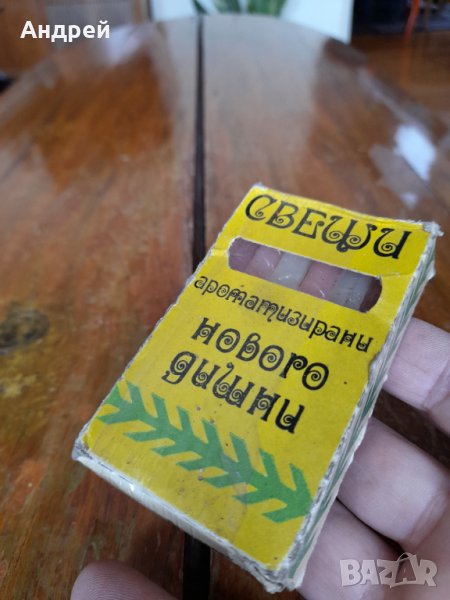 Андрей
СВЕЩИ
ароматизирани
НОВОГО
ДИШНИ
BAZAR